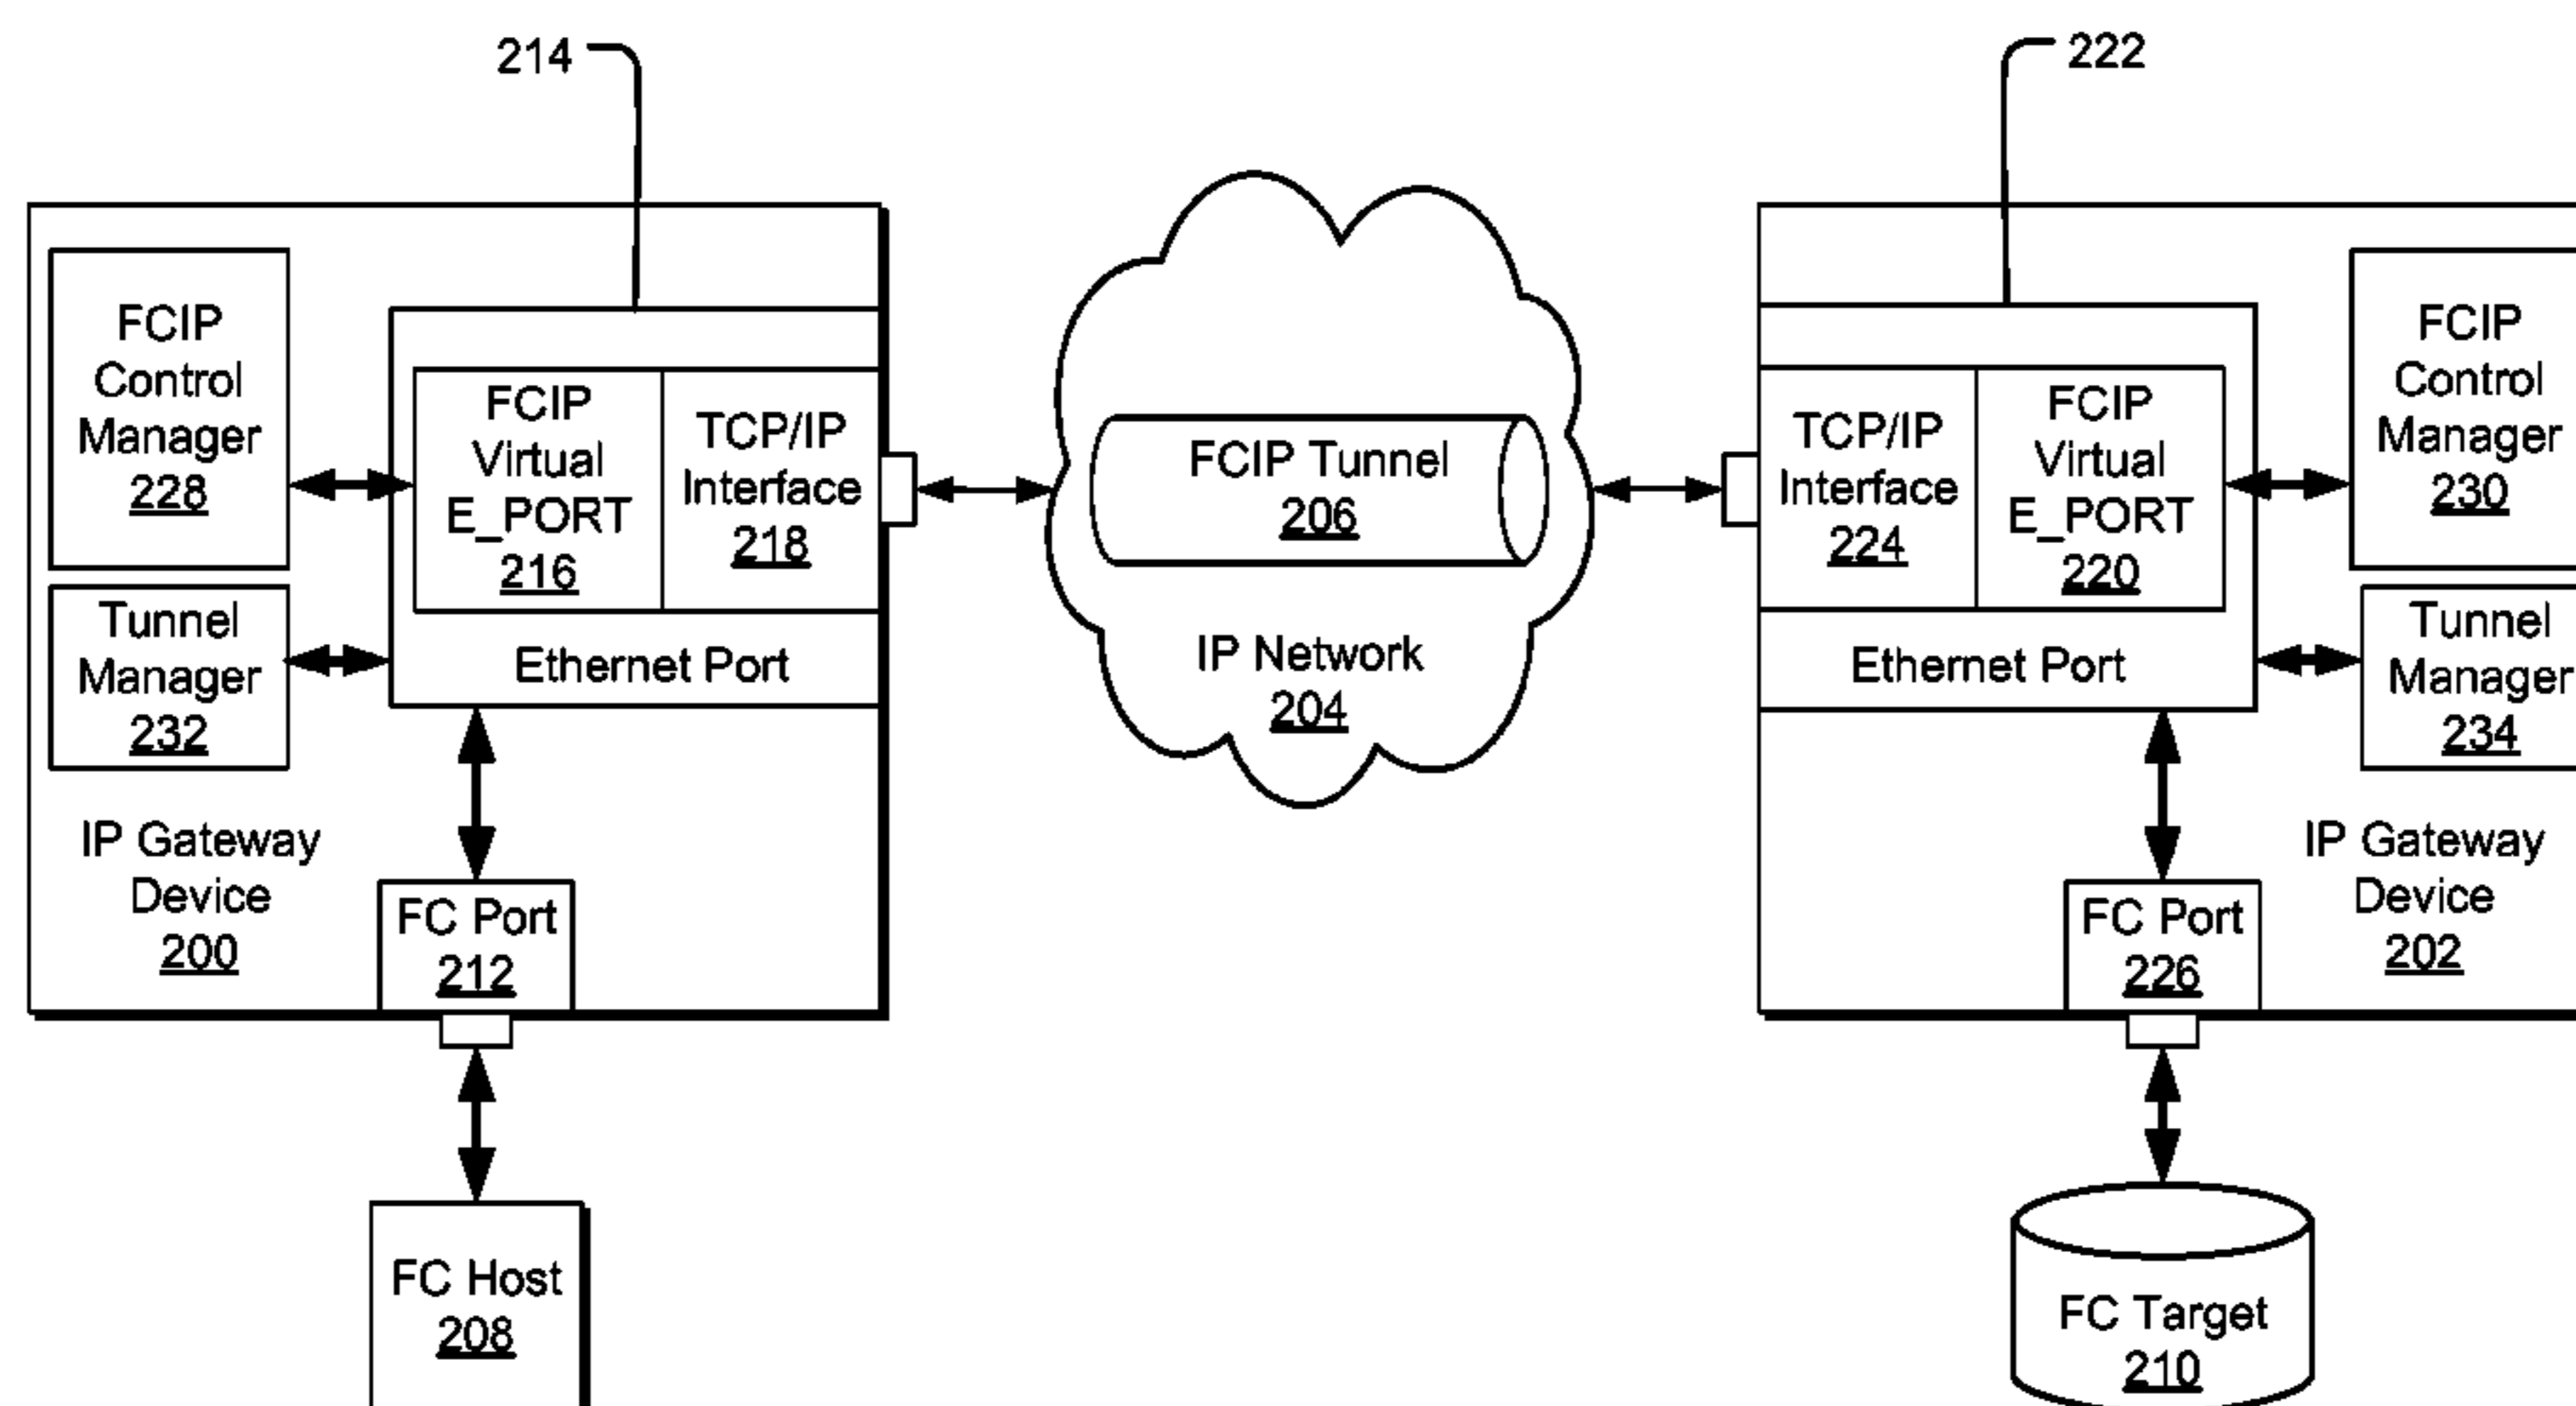 214
222
FCIP
Control
Manager
228
FCIP
Virtual
E_PORT
216
TCP/IP
Interface
218
Tunnel
Manager
232
Ethernet Port
IP Gateway
Device
200
FC Port
212
FC Host
208
FCIP Tunnel
206
IP Network
204
TCP/IP
Interface
224
FCIP
Virtual
E_PORT
220
FCIP
Control
Manager
230
Ethernet Port
Tunnel
Manager
234
IP Gateway
Device
202
FC Port
226
FC Target
210